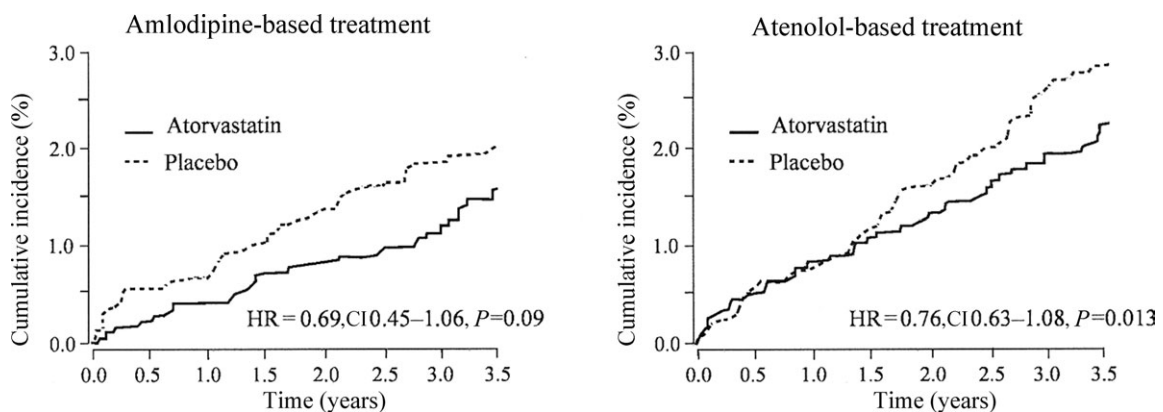 Amlodipine-based treatment
Cumulative incidence (%)
3.0
2.0
1.0
0.0
Atorvastatin
Placebo
HR = 0.69,CI 0.45–1.06, P=0.09
0.0 0.5 1.0 1.5 2.0 2.5 3.0 3.5
Time (years)
Atenolol-based treatment
Cumulative incidence (%)
3.0
2.0
1.0
0.0
Atorvastatin
Placebo
HR = 0.76,CI 0.63–1.08, P=0.013
0.0 0.5 1.0 1.5 2.0 2.5 3.0 3.5
Time (years)